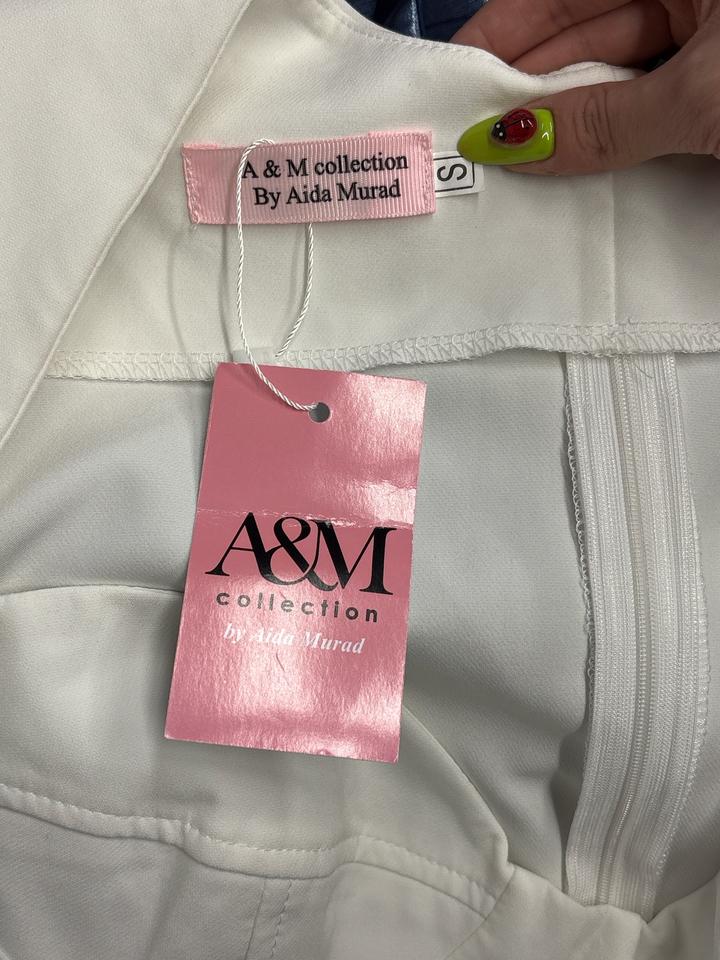 A & M collection
By Aida Murad
S
A&M
collection
by Aida Murad